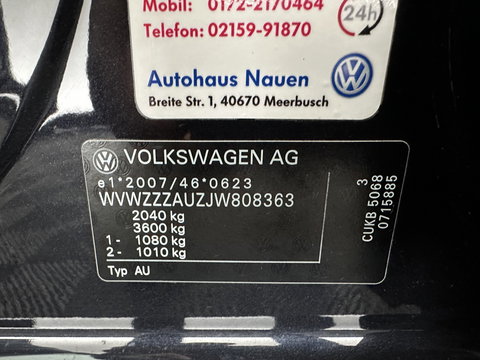 Mobil: 0172-2170464
Telefon: 02159-91870
24h
Autohaus Nauen
Breite Str. 1, 40670 Meerbusch
VOLKSWAGEN AG
e1*2007/46*0623
WVWZZZAUZJW808363
2040 kg
3600 kg
1- 1080 kg
2- 1010 kg
Typ AU
3
CUKB 5068
0715885